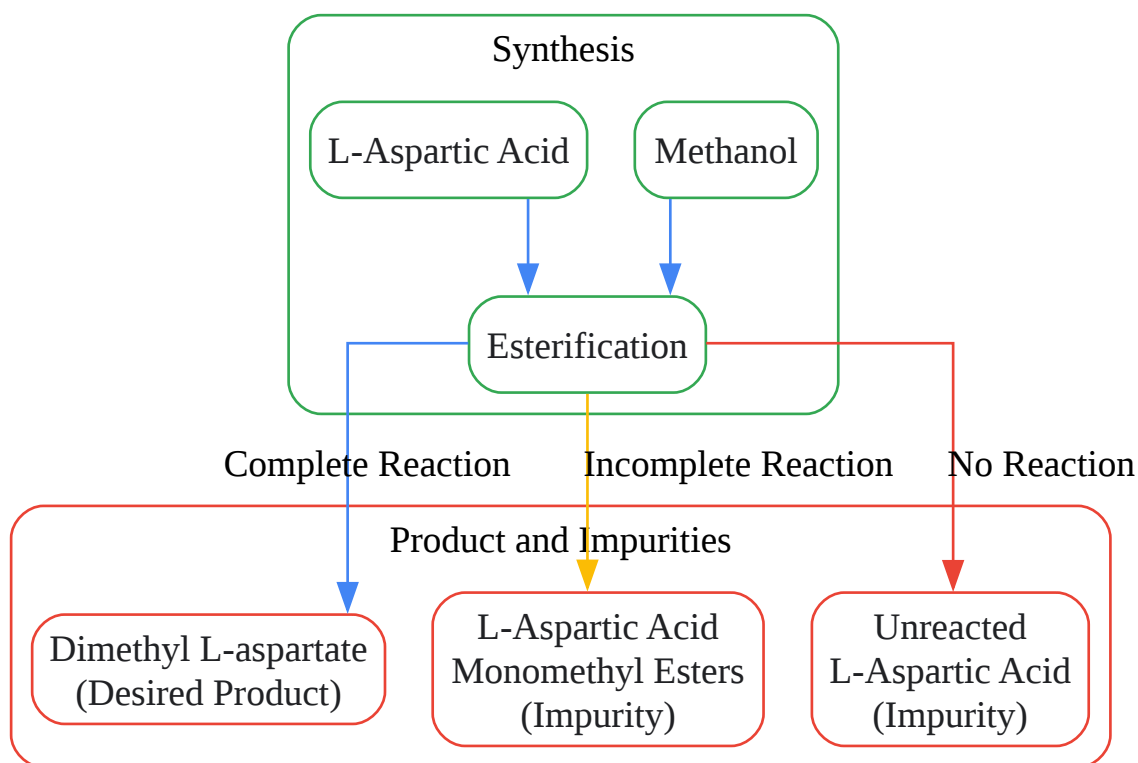 Synthesis
L-Aspartic Acid
Methanol
Esterification
Complete Reaction
Incomplete Reaction
No Reaction
Product and Impurities
Dimethyl L-aspartate
(Desired Product)
L-Aspartic Acid
Monomethyl Esters
(Impurity)
Unreacted
L-Aspartic Acid
(Impurity)